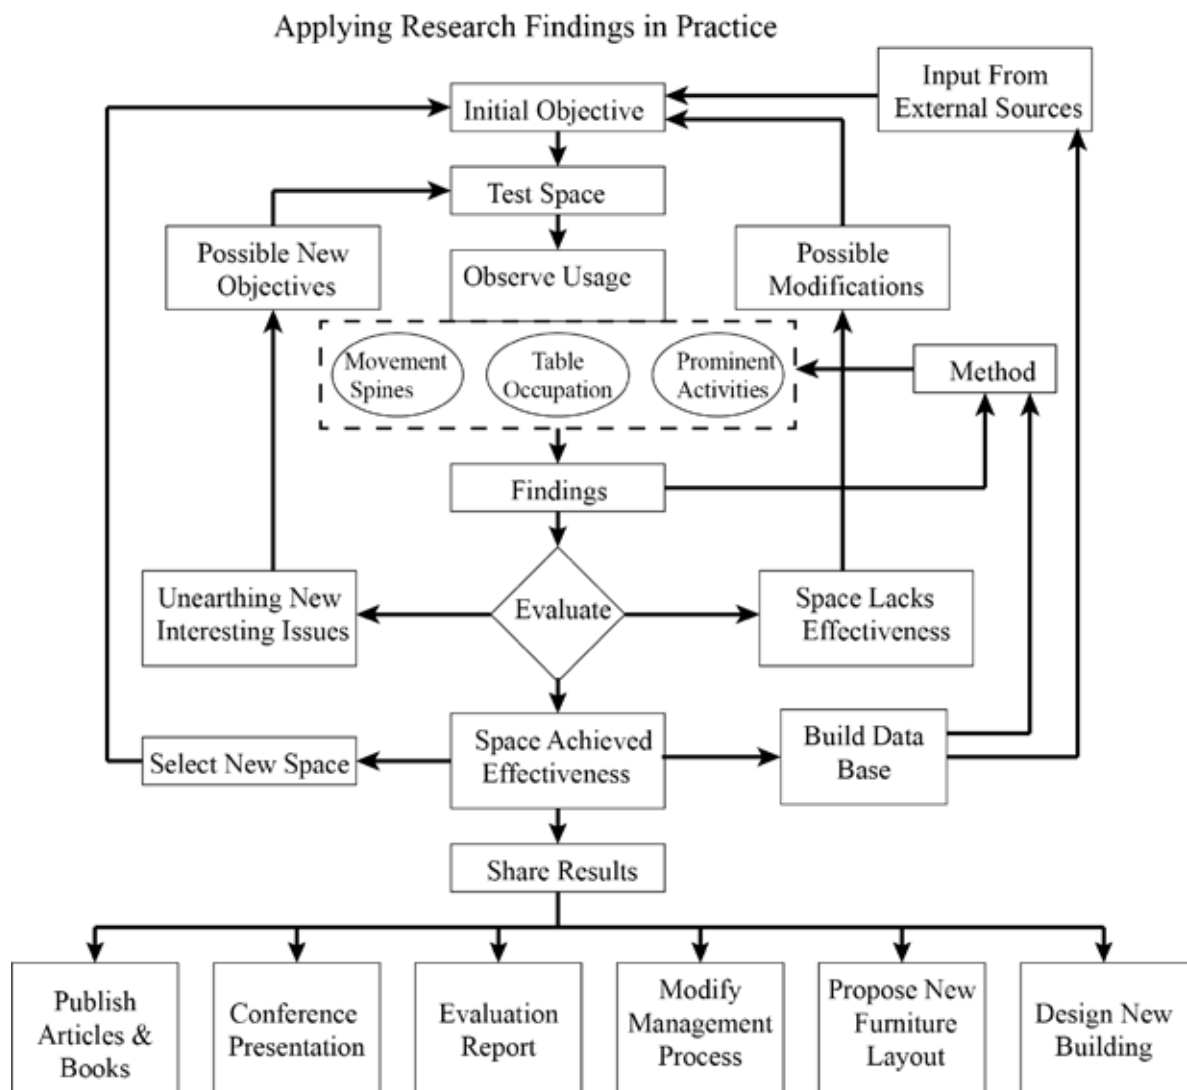 Applying Research Findings in Practice
Input From
External Sources
Initial Objective
Test Space
Possible New
Objectives
Observe Usage
Possible
Modifications
Movement
Spines
Table
Occupation
Prominent
Activities
Method
Findings
Unearthing New
Interesting Issues
Evaluate
Space Lacks
Effectiveness
Select New Space
Space Achieved
Effectiveness
Build Data
Base
Share Results
Publish
Articles &
Books
Conference
Presentation
Evaluation
Report
Modify
Management
Process
Propose New
Furniture
Layout
Design New
Building